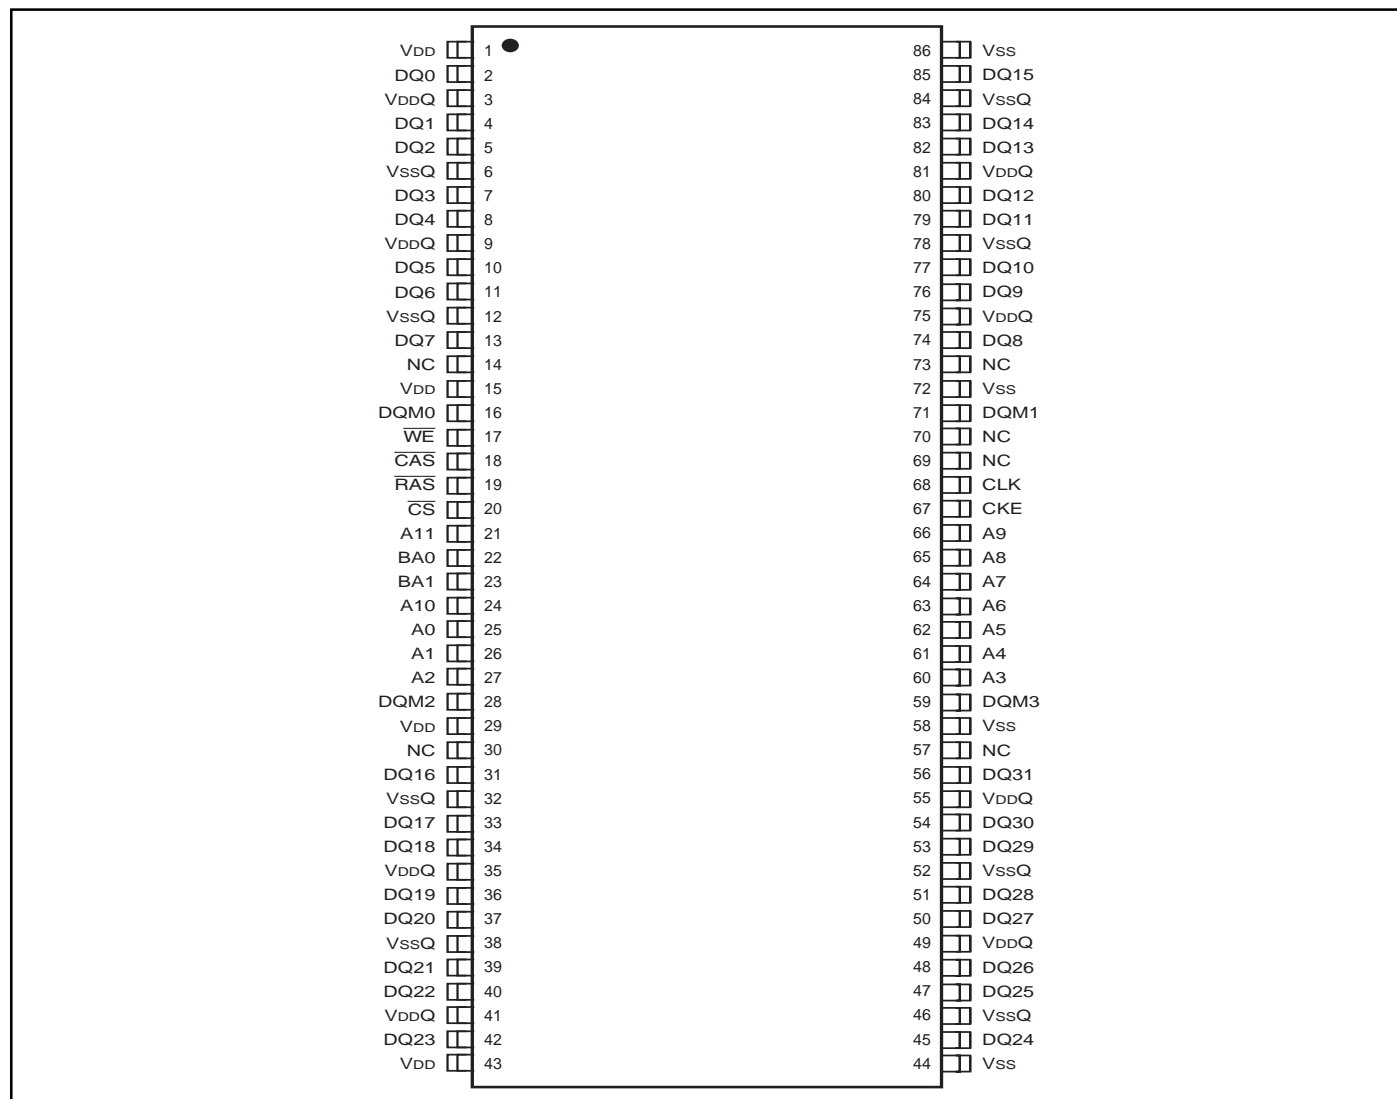 VDD 1 86 VSS
DQ0 2 85 DQ15
VDDQ 3 84 VSSQ
DQ1 4 83 DQ14
DQ2 5 82 DQ13
VSSQ 6 81 VDDQ
DQ3 7 80 DQ12
DQ4 8 79 DQ11
VDDQ 9 78 VSSQ
DQ5 10 77 DQ10
DQ6 11 76 DQ9
VSSQ 12 75 VDDQ
DQ7 13 74 DQ8
NC 14 73 NC
VDD 15 72 VSS
DQM0 16 71 DQM1
W̅E̅ 17 70 NC
C̅A̅S̅ 18 69 NC
R̅A̅S̅ 19 68 CLK
C̅S̅ 20 67 CKE
A11 21 66 A9
BA0 22 65 A8
BA1 23 64 A7
A10 24 63 A6
A0 25 62 A5
A1 26 61 A4
A2 27 60 A3
DQM2 28 59 DQM3
VDD 29 58 VSS
NC 30 57 NC
DQ16 31 56 DQ31
VSSQ 32 55 VDDQ
DQ17 33 54 DQ30
DQ18 34 53 DQ29
VDDQ 35 52 VSSQ
DQ19 36 51 DQ28
DQ20 37 50 DQ27
VSSQ 38 49 VDDQ
DQ21 39 48 DQ26
DQ22 40 47 DQ25
VDDQ 41 46 VSSQ
DQ23 42 45 DQ24
VDD 43 44 VSS